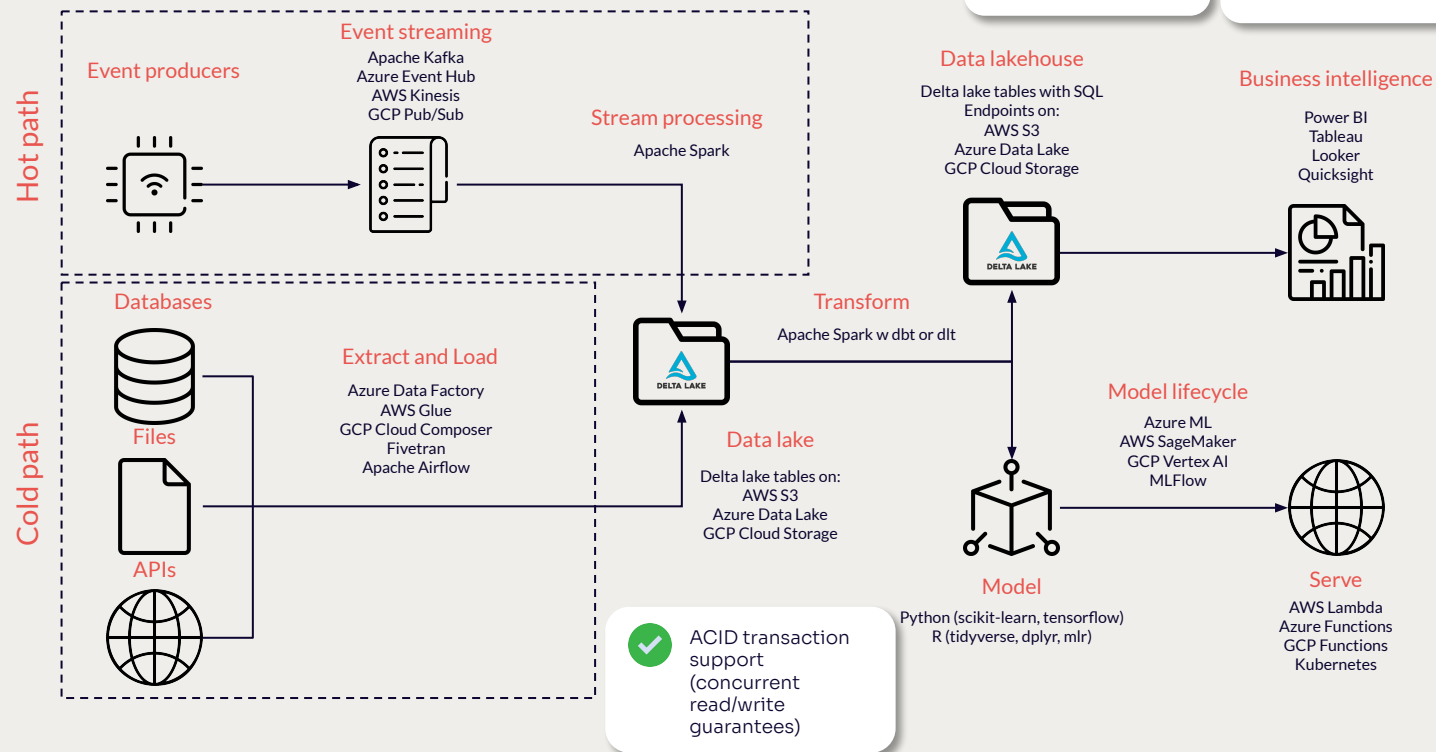 Hot path
Event producers
Event streaming
Apache Kafka
Azure Event Hub
AWS Kinesis
GCP Pub/Sub
Stream processing
Apache Spark
Cold path
Databases
Files
APIs
Extract and Load
Azure Data Factory
AWS Glue
GCP Cloud Composer
Fivetran
Apache Airflow
DELTA LAKE
Data lake
Delta lake tables on:
AWS S3
Azure Data Lake
GCP Cloud Storage
ACID transaction
support
(concurrent
read/write
guarantees)
Transform
Apache Spark w dbt or dlt
Data lakehouse
Delta lake tables with SQL
Endpoints on:
AWS S3
Azure Data Lake
GCP Cloud Storage
DELTA LAKE
Business intelligence
Power BI
Tableau
Looker
Quicksight
Model
Python (scikit-learn, tensorflow)
R (tidyverse, dplyr, mlr)
Model lifecycle
Azure ML
AWS SageMaker
GCP Vertex AI
MLFlow
Serve
AWS Lambda
Azure Functions
GCP Functions
Kubernetes